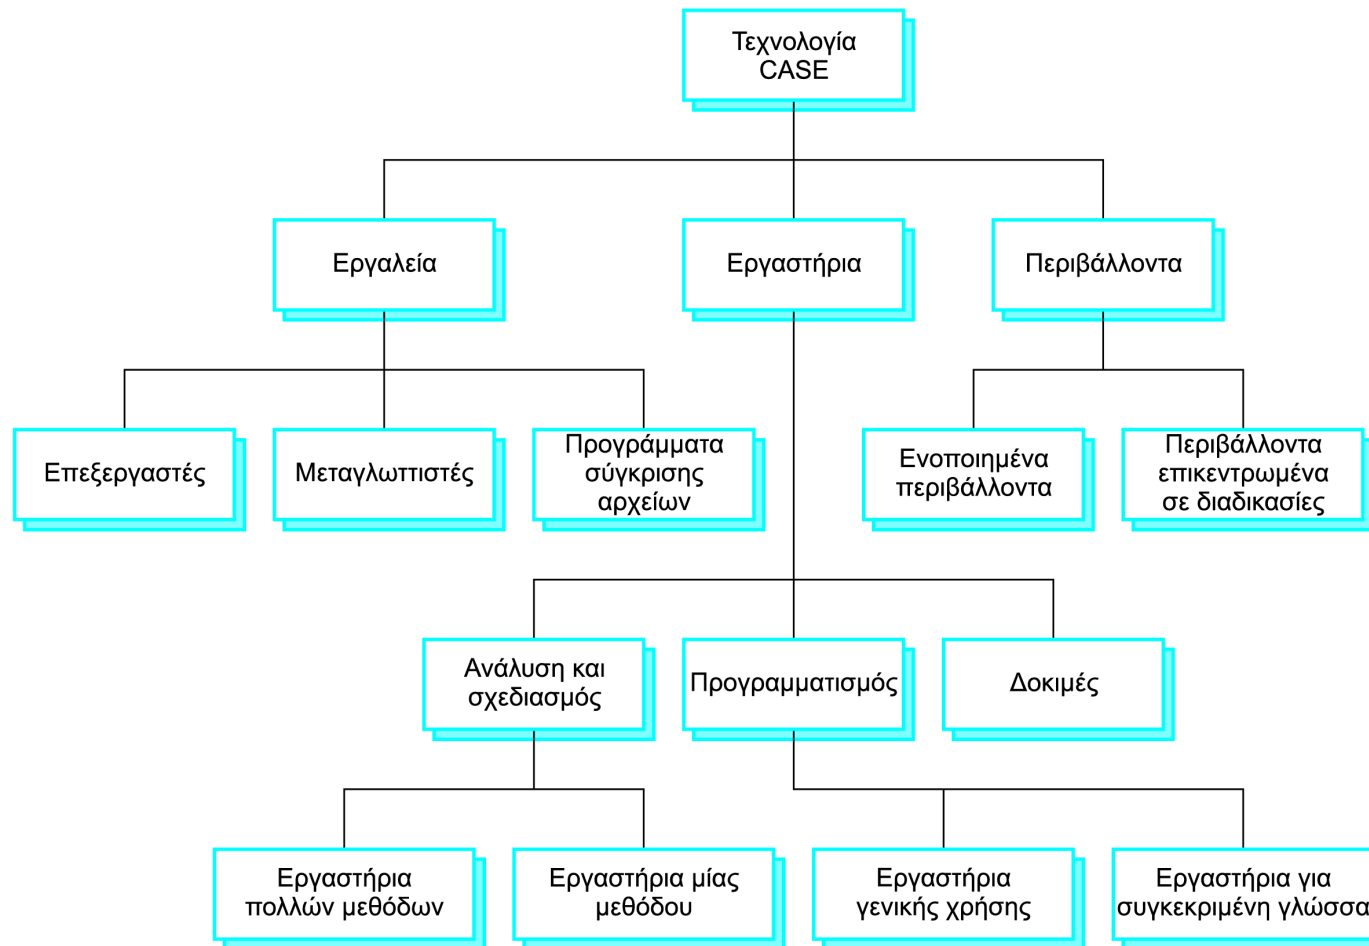 Τεχνολογία
CASE
Εργαλεία
Εργαστήρια
Περιβάλλοντα
Επεξεργαστές
Μεταγλωττιστές
Προγράμματα
σύγκρισης
αρχείων
Ενοποιημένα
περιβάλλοντα
Περιβάλλοντα
επικεντρωμένα
σε διαδικασίες
Ανάλυση και
σχεδιασμός
Προγραμματισμός
Δοκιμές
Εργαστήρια
πολλών μεθόδων
Εργαστήρια μίας
μεθόδου
Εργαστήρια
γενικής χρήσης
Εργαστήρια για
συγκεκριμένη γλώσσα